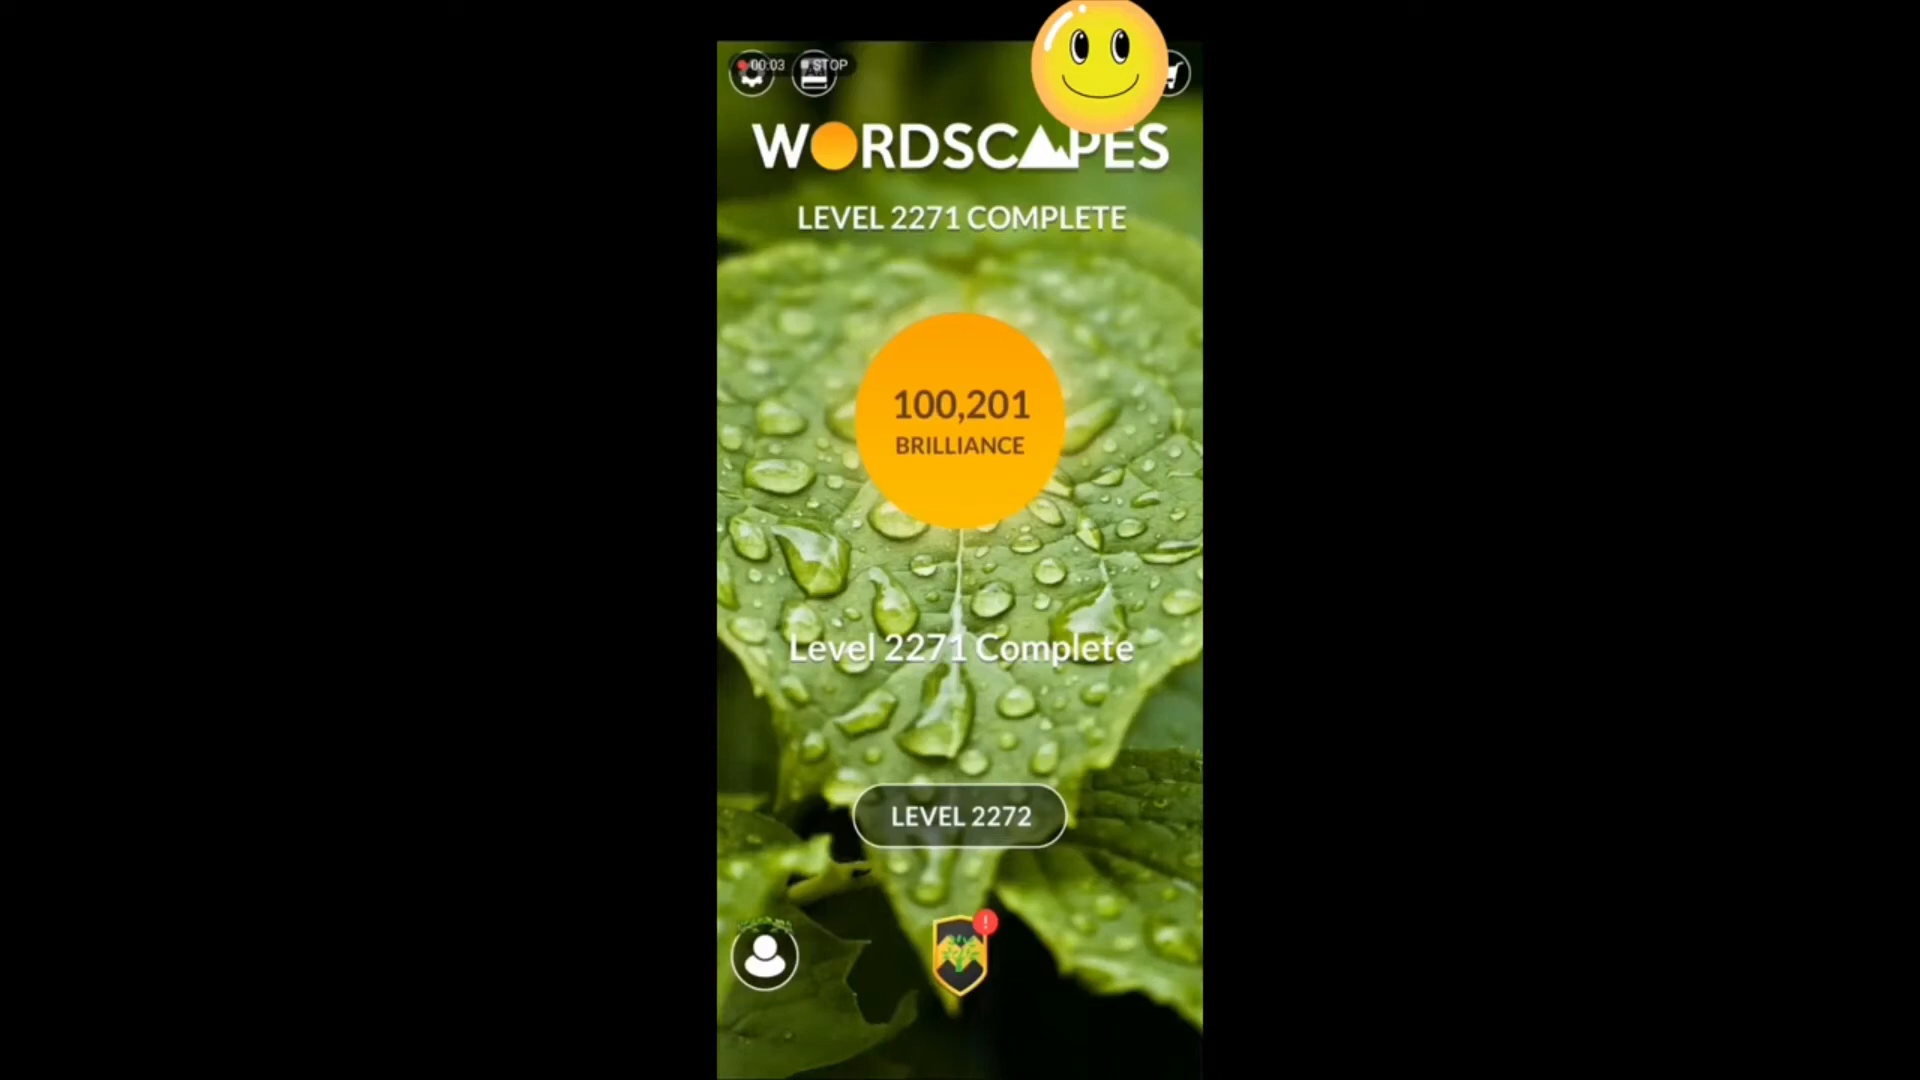 00:03 STOP
WORDSCAPES
LEVEL 2271 COMPLETE
100,201
BRILLIANCE
Level 2271 Complete
LEVEL 2272
!